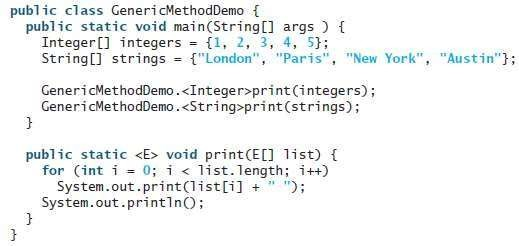 public class GenericMethodDemo {
public static void main(String[] args ) {
Integer[] integers = {1, 2, 3, 4, 5};
String[] strings = {"London", "Paris", "New York", "Austin"};
GenericMethodDemo.<Integer>print(integers);
GenericMethodDemo.<String>print(strings);
}
public static <E> void print(E[] list) {
for (int i = 0; i < list.length; i++)
System.out.print(list[i] + " ");
System.out.println();
}
}